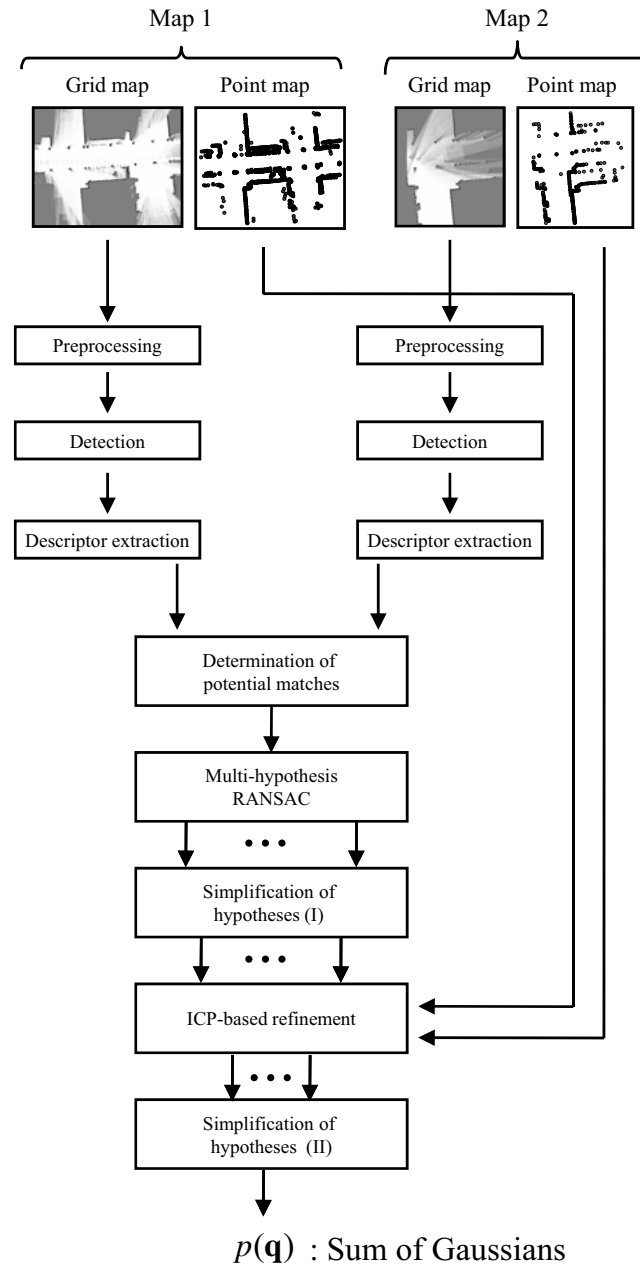 Map 1 Map 2
Grid map Point map Grid map Point map
Preprocessing Preprocessing
Detection Detection
Descriptor extraction Descriptor extraction
Determination of
potential matches
Multi-hypothesis
RANSAC
• • •
Simplification of
hypotheses (I)
• • •
ICP-based refinement
• • •
Simplification of
hypotheses (II)
p(q) : Sum of Gaussians